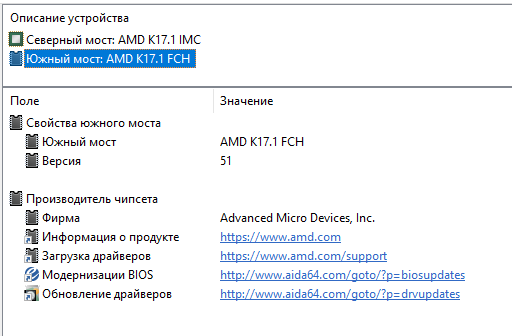 Описание устройства
Северный мост: AMD K17.1 IMC
Южный мост: AMD K17.1 FCH
Поле Значение
Свойства южного моста
Южный мост AMD K17.1 FCH
Версия 51
Производитель чипсета
Фирма Advanced Micro Devices, Inc.
Информация о продукте https://www.amd.com
Загрузка драйверов https://www.amd.com/support
Модернизации BIOS http://www.aida64.com/goto/?p=biosupdates
Обновление драйверов http://www.aida64.com/goto/?p=drvupdates